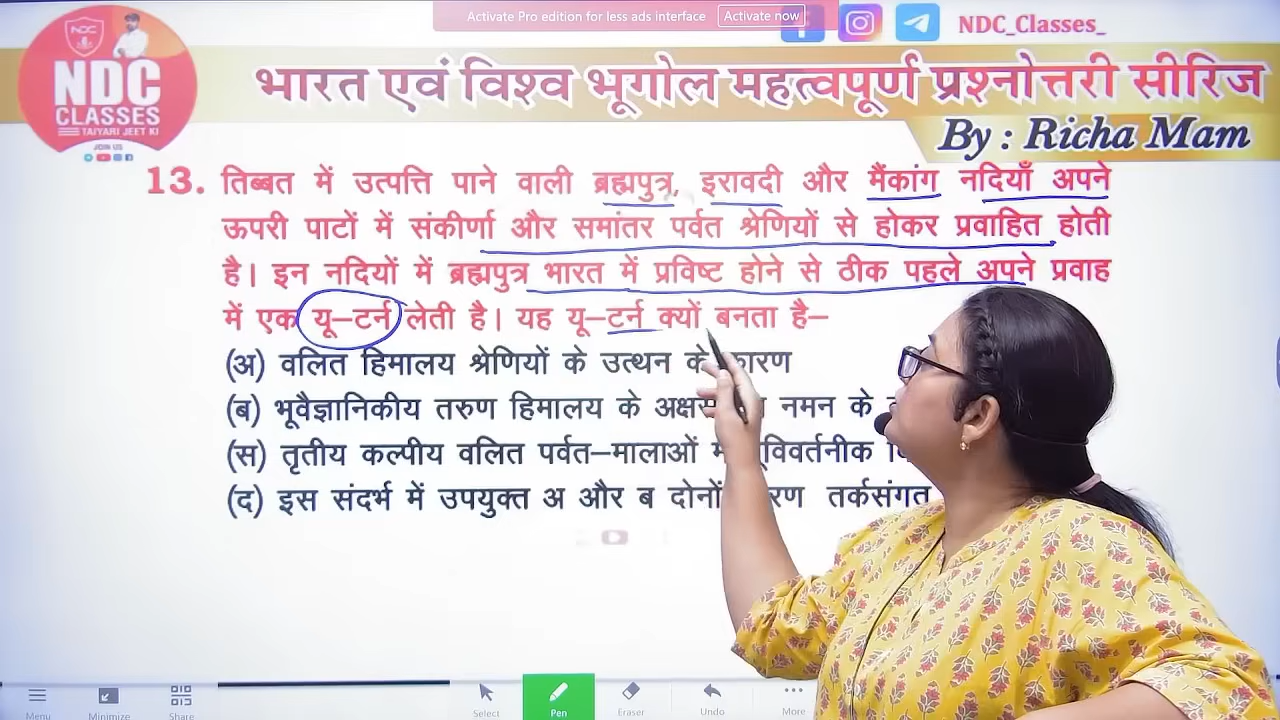 Activate Pro edition for less ads interface Activate now
NDC_Classes_
NDC
NDC
CLASSES
TAIYARI JEET KI
JOIN US
भारत एवं विश्व भूगोल महत्वपूर्ण प्रश्नोत्तरी सीरिज
By : Richa Mam
13. तिब्बत में उत्पत्ति पाने वाली ब्रह्मपुत्र, इरावदी और मैंकांग नदियाँ अपने
ऊपरी पाटों में संकीर्णा और समांतर पर्वत श्रेणियों से होकर प्रवाहित होती
है। इन नदियों में ब्रह्मपुत्र भारत में प्रविष्ट होने से ठीक पहले अपने प्रवाह
में एक यू–टर्न लेती है। यह यू–टर्न क्यों बनता है–
(अ) वलित हिमालय श्रेणियों के उत्थन के कारण
(ब) भूवैज्ञानिकीय तरुण हिमालय के नमन के
(स) तृतीय कल्पीय वलित पर्वत–मालाओं
(द) इस संदर्भ में उपयुक्त अ और ब दोनों तर्कसंगत
Menu Minimize Share Select Pen Eraser Undo More